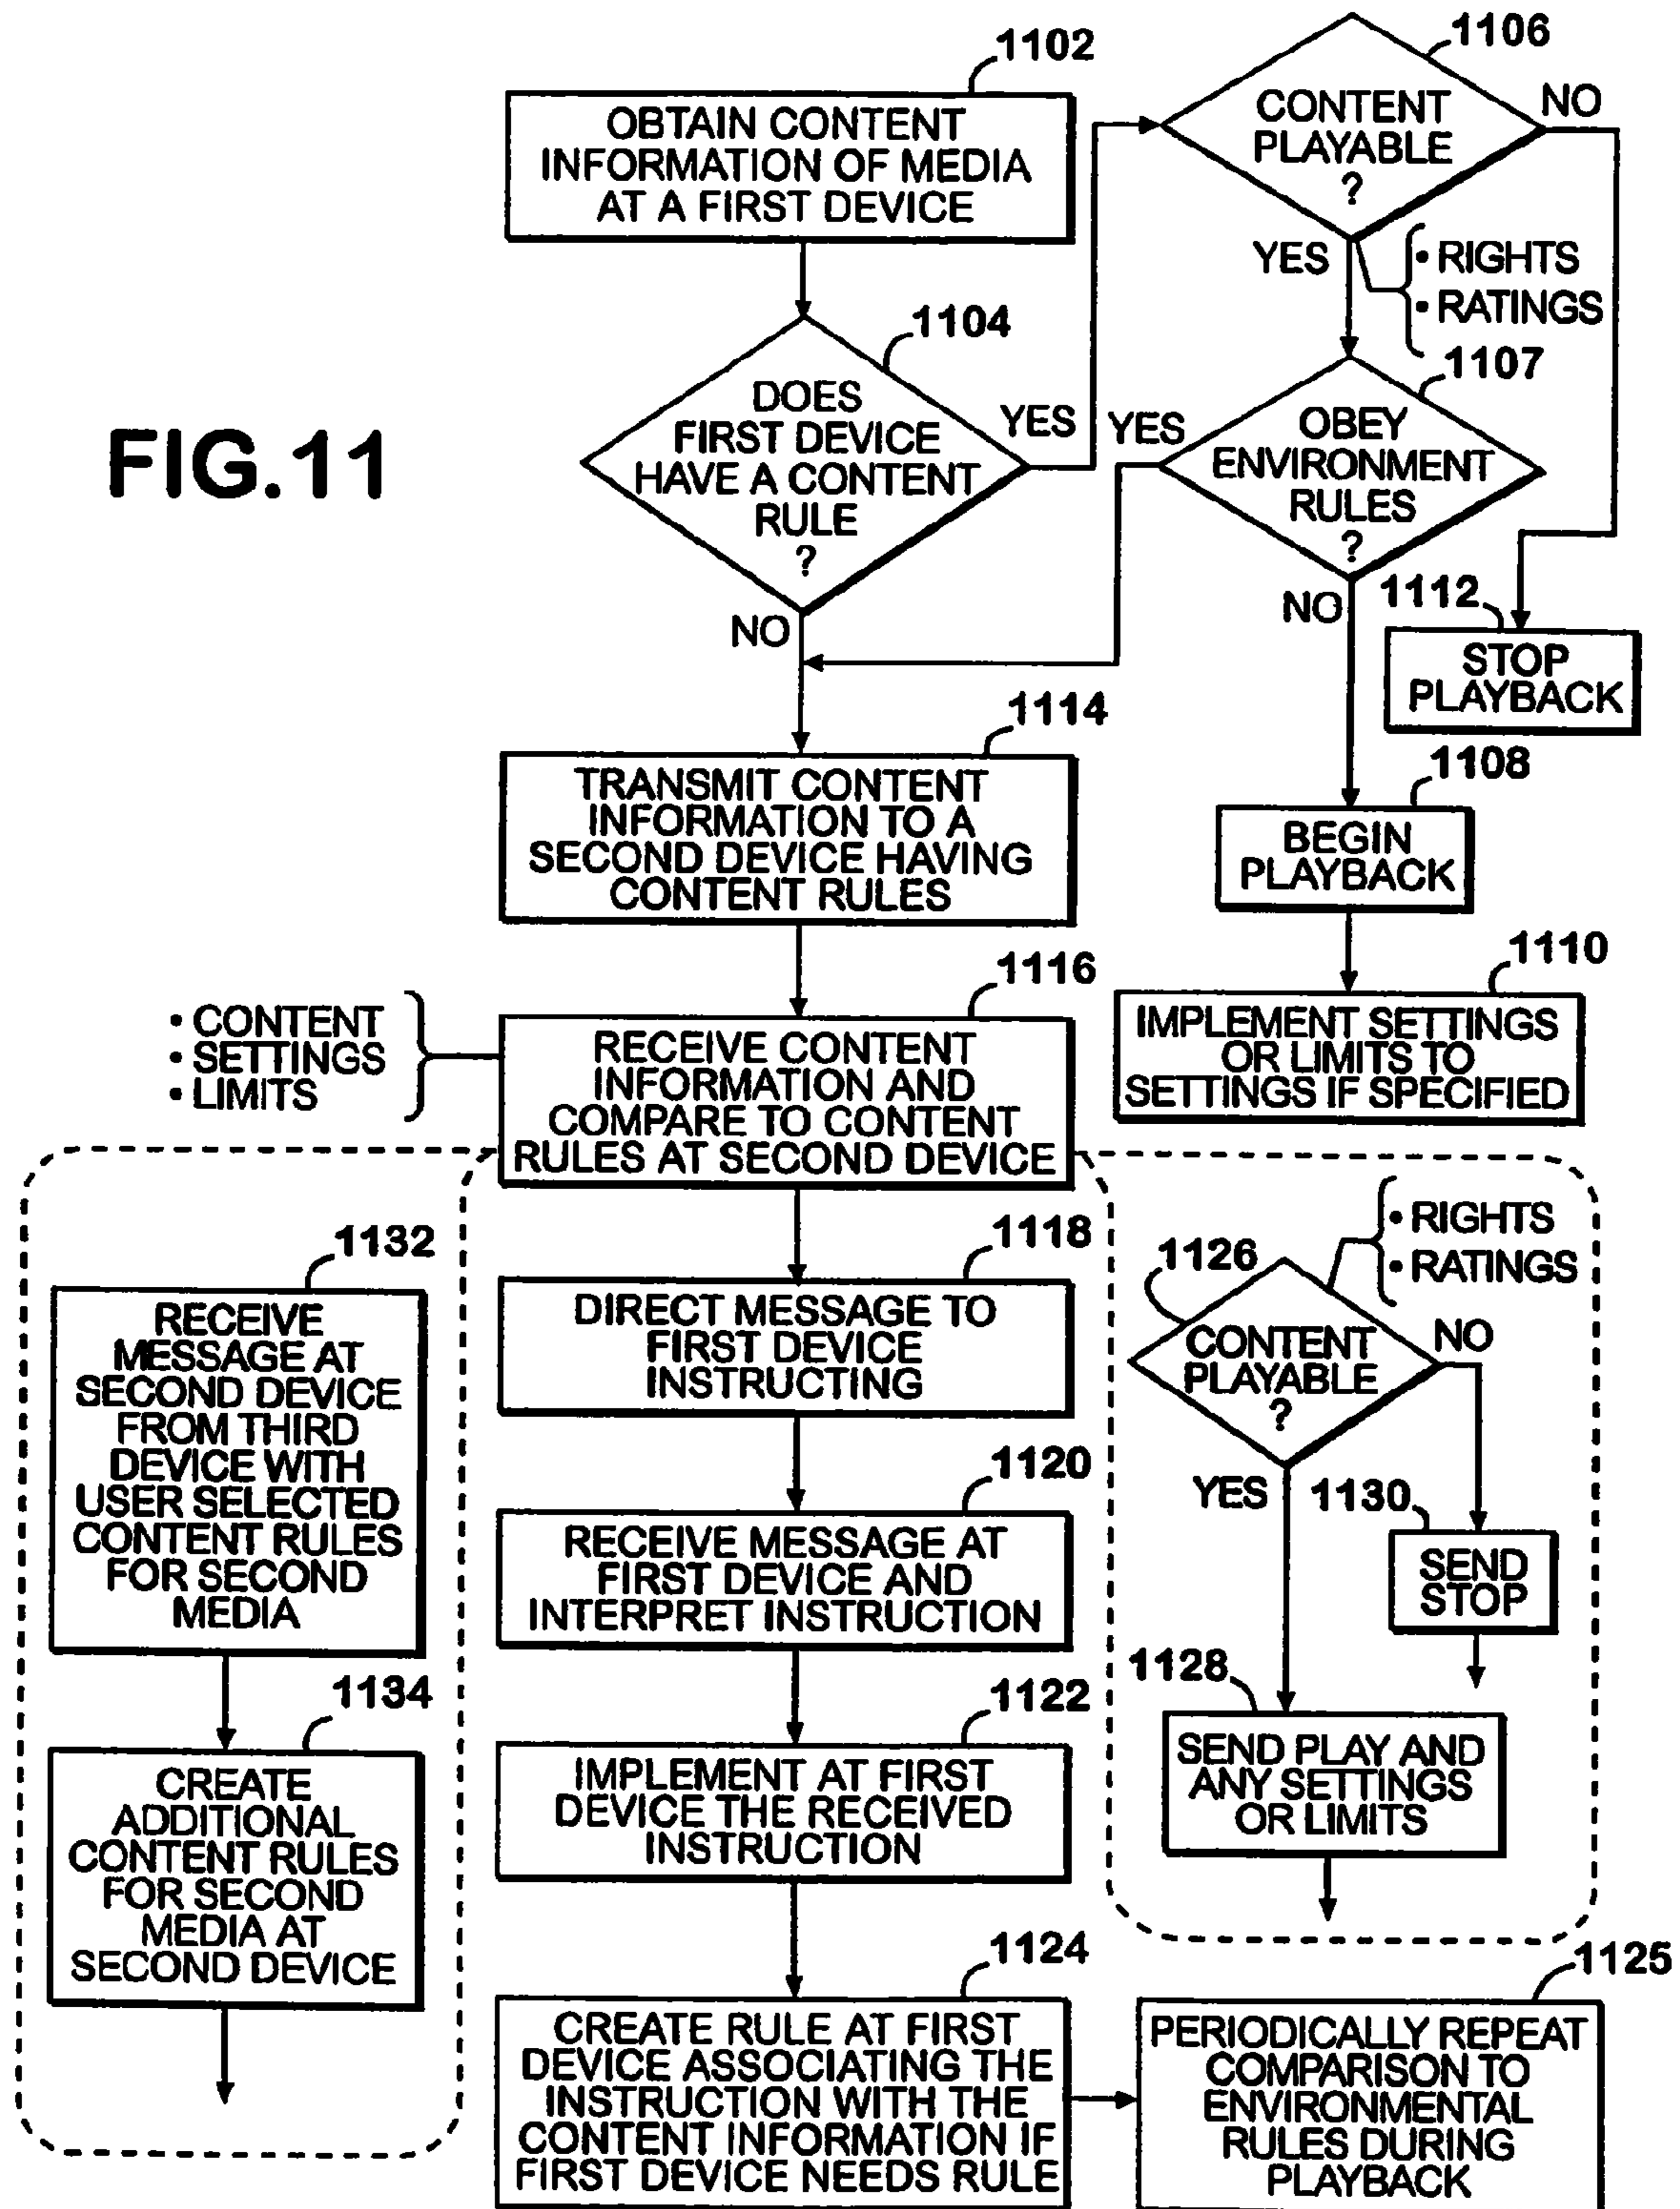 FIG.11
1102
OBTAIN CONTENT
INFORMATION OF MEDIA
AT A FIRST DEVICE
1104
DOES
FIRST DEVICE
HAVE A CONTENT
RULE
?
YES
NO
1106
CONTENT
PLAYABLE
?
NO
YES
• RIGHTS
• RATINGS
1107
OBEY
ENVIRONMENT
RULES
?
YES
NO
1112
STOP
PLAYBACK
1108
BEGIN
PLAYBACK
1110
IMPLEMENT SETTINGS
OR LIMITS TO
SETTINGS IF SPECIFIED
1114
TRANSMIT CONTENT
INFORMATION TO A
SECOND DEVICE HAVING
CONTENT RULES
1116
• CONTENT
• SETTINGS
• LIMITS
RECEIVE CONTENT
INFORMATION AND
COMPARE TO CONTENT
RULES AT SECOND DEVICE
1118
DIRECT MESSAGE TO
FIRST DEVICE
INSTRUCTING
1120
RECEIVE MESSAGE AT
FIRST DEVICE AND
INTERPRET INSTRUCTION
1122
IMPLEMENT AT FIRST
DEVICE THE RECEIVED
INSTRUCTION
1124
CREATE RULE AT FIRST
DEVICE ASSOCIATING THE
INSTRUCTION WITH THE
CONTENT INFORMATION IF
FIRST DEVICE NEEDS RULE
1125
PERIODICALLY REPEAT
COMPARISON TO
ENVIRONMENTAL
RULES DURING
PLAYBACK
1126
• RIGHTS
• RATINGS
CONTENT
PLAYABLE
?
NO
YES
1130
SEND
STOP
1128
SEND PLAY AND
ANY SETTINGS
OR LIMITS
1132
RECEIVE
MESSAGE AT
SECOND DEVICE
FROM THIRD
DEVICE WITH
USER SELECTED
CONTENT RULES
FOR SECOND
MEDIA
1134
CREATE
ADDITIONAL
CONTENT RULES
FOR SECOND
MEDIA AT
SECOND DEVICE